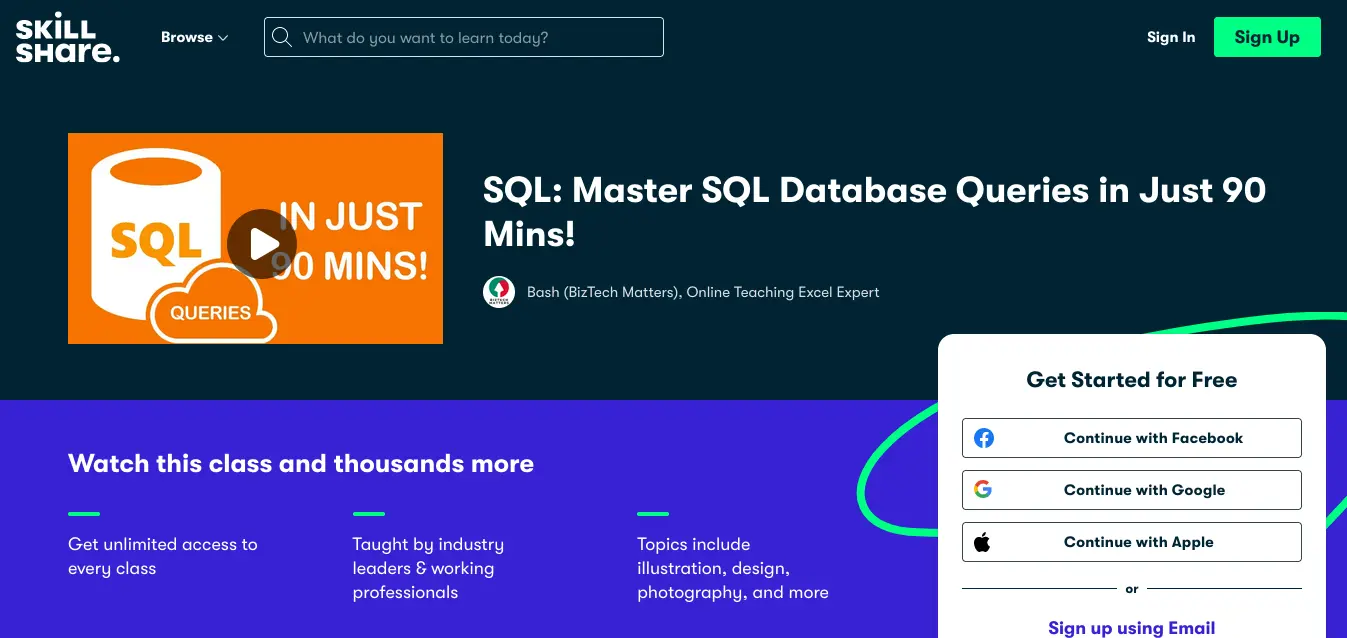 SKILL
SHare.
Browse
What do you want to learn today?
Sign In
Sign Up
SQL
IN JUST
90 MINS!
QUERIES
SQL: Master SQL Database Queries in Just 90
Mins!
Bash (BizTech Matters), Online Teaching Excel Expert
Get Started for Free
Continue with Facebook
Continue with Google
Continue with Apple
or
Sign up using Email
Watch this class and thousands more
Get unlimited access to
every class
Taught by industry
leaders & working
professionals
Topics include
illustration, design,
photography, and more